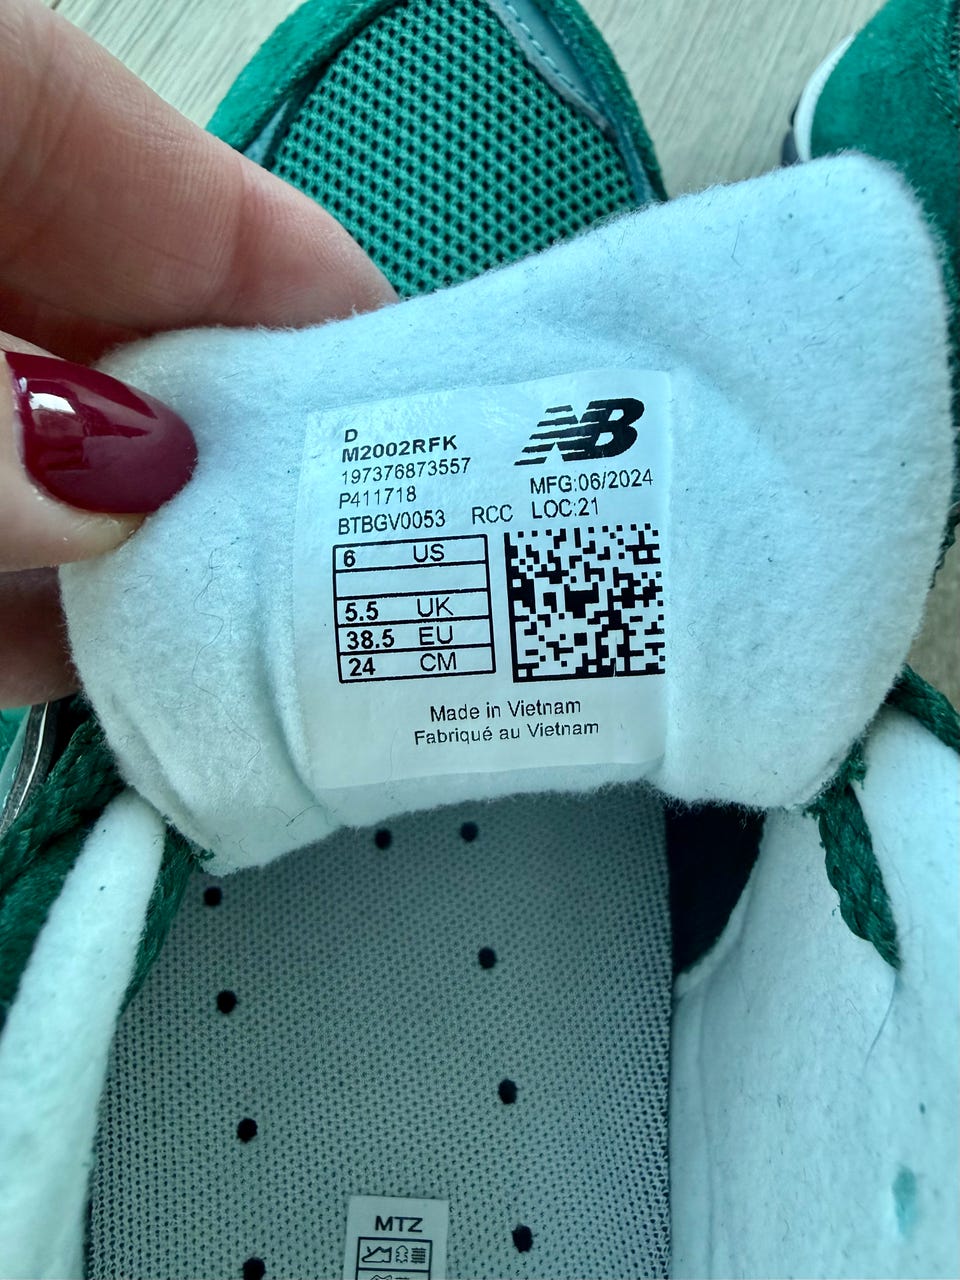 D
M2002RFK
197376873557
P411718
BTBGV0053 RCC
NB
MFG:06/2024
LOC:21
6 US
5.5 UK
38.5 EU
24 CM
Made in Vietnam
Fabriqué au Vietnam
MTZ